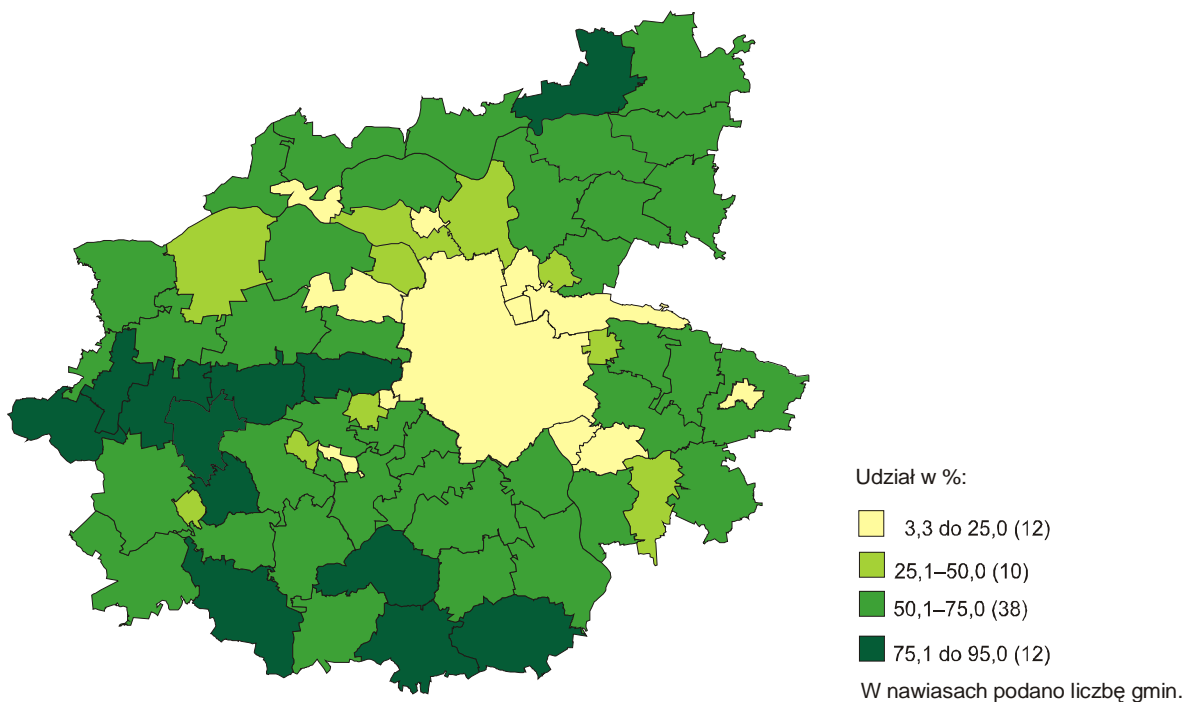 Udział w %:
3,3 do 25,0 (12)
25,1–50,0 (10)
50,1–75,0 (38)
75,1 do 95,0 (12)
W nawiasach podano liczbę gmin.